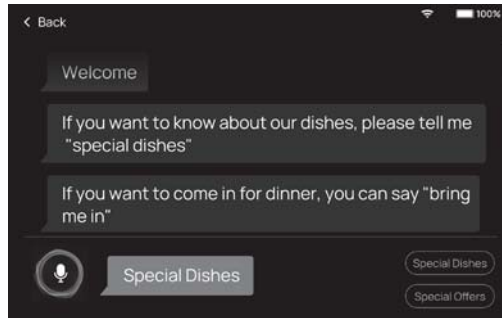 < Back
100%
Welcome
If you want to know about our dishes, please tell me
"special dishes"
If you want to come in for dinner, you can say "bring
me in"
Special Dishes
Special Dishes
Special Offers